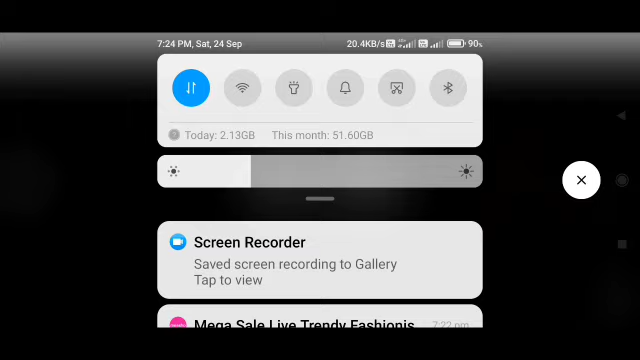 7:24 PM, Sat, 24 Sep 20.4KB/s 90%
Today: 2.13GB This month: 51.60GB
Screen Recorder
Saved screen recording to Gallery
Tap to view
Mega Sale Live Trendy Fashionis 7:22 pm